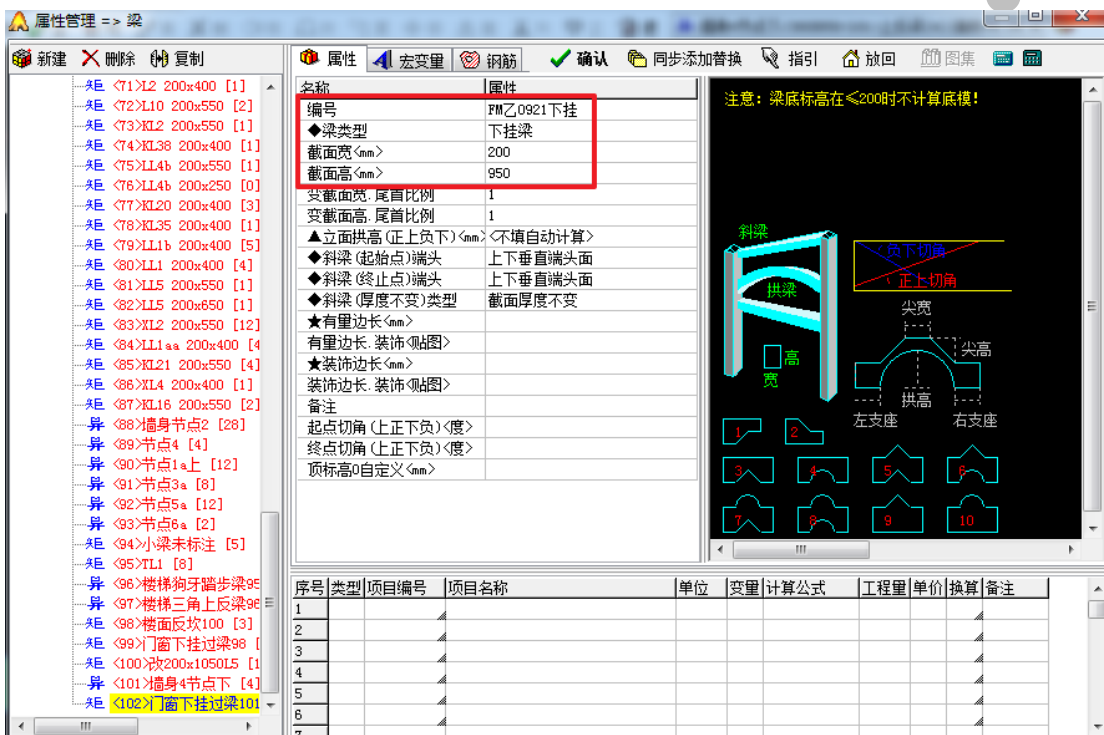 属性管理 => 梁
新建 删除 复制
属性 宏变量 钢筋 确认 同步添加替换 指引 放回 图集
矩 <71>L2 200x400 [1]
矩 <72>L10 200x550 [2]
矩 <73>KL2 200x550 [1]
矩 <74>KL38 200x400 [1]
矩 <75>LL4b 200x550 [1]
矩 <76>LL4b 200x250 [0]
矩 <77>KL20 200x400 [3]
矩 <78>KL35 200x400 [1]
矩 <79>LL1b 200x400 [5]
矩 <80>LL1 200x400 [4]
矩 <81>LL5 200x550 [1]
矩 <82>LL5 200x650 [1]
矩 <83>XL2 200x550 [12]
矩 <84>LL1aa 200x400 [4
矩 <85>KL21 200x550 [4]
矩 <86>XL4 200x400 [1]
矩 <87>KL16 200x550 [2]
异 <88>墙身节点2 [28]
异 <89>节点4 [4]
异 <90>节点1a上 [12]
异 <91>节点3a [8]
异 <92>节点5a [12]
异 <93>节点6a [2]
矩 <94>小梁未标注 [5]
矩 <95>TL1 [8]
异 <96>楼梯狗牙踏步梁95
异 <97>楼梯三角上反梁96
矩 <98>楼面反坎100 [3]
矩 <99>门窗下挂过梁98 [
矩 <100>改200x1050L5 [1
异 <101>墙身4节点下 [4]
矩 <102>门窗下挂过梁101
名称 属性
编号 FM乙0921下挂
◆梁类型 下挂梁
截面宽<mm> 200
截面高<mm> 950
变截面宽.尾首比例 1
变截面高.尾首比例 1
▲立面拱高(正上负下)<mm> <不填自动计算>
◆斜梁(起始点)端头 上下垂直端头面
◆斜梁(终止点)端头 上下垂直端头面
◆斜梁(厚度不变)类型 截面厚度不变
★有量边长<mm>
有量边长.装饰<贴图>
★装饰边长<mm>
装饰边长.装饰<贴图>
备注
起点切角(上正下负)<度>
终点切角(上正下负)<度>
顶标高0自定义<mm>
注意：梁底标高在≤200时不计算底模！
斜梁
拱梁
高
宽
负下切角
正上切角
尖宽
尖高
拱高
左支座
右支座
1 2
3 4 5 6
7 8 9 10
序号 类型 项目编号 项目名称 单位 变量 计算公式 工程量 单价 换算 备注
1
2
3
4
5
6
7